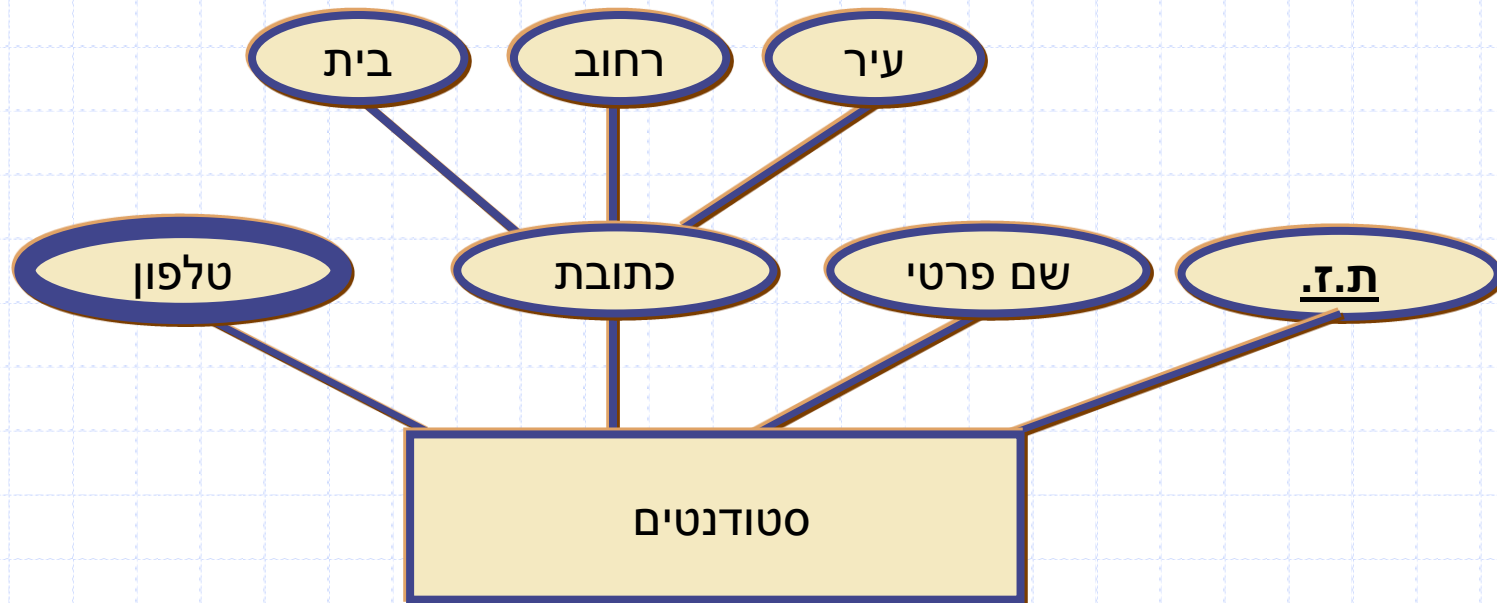 עיר
רחוב
בית
ת.ז.
שם פרטי
כתובת
טלפון
סטודנטים